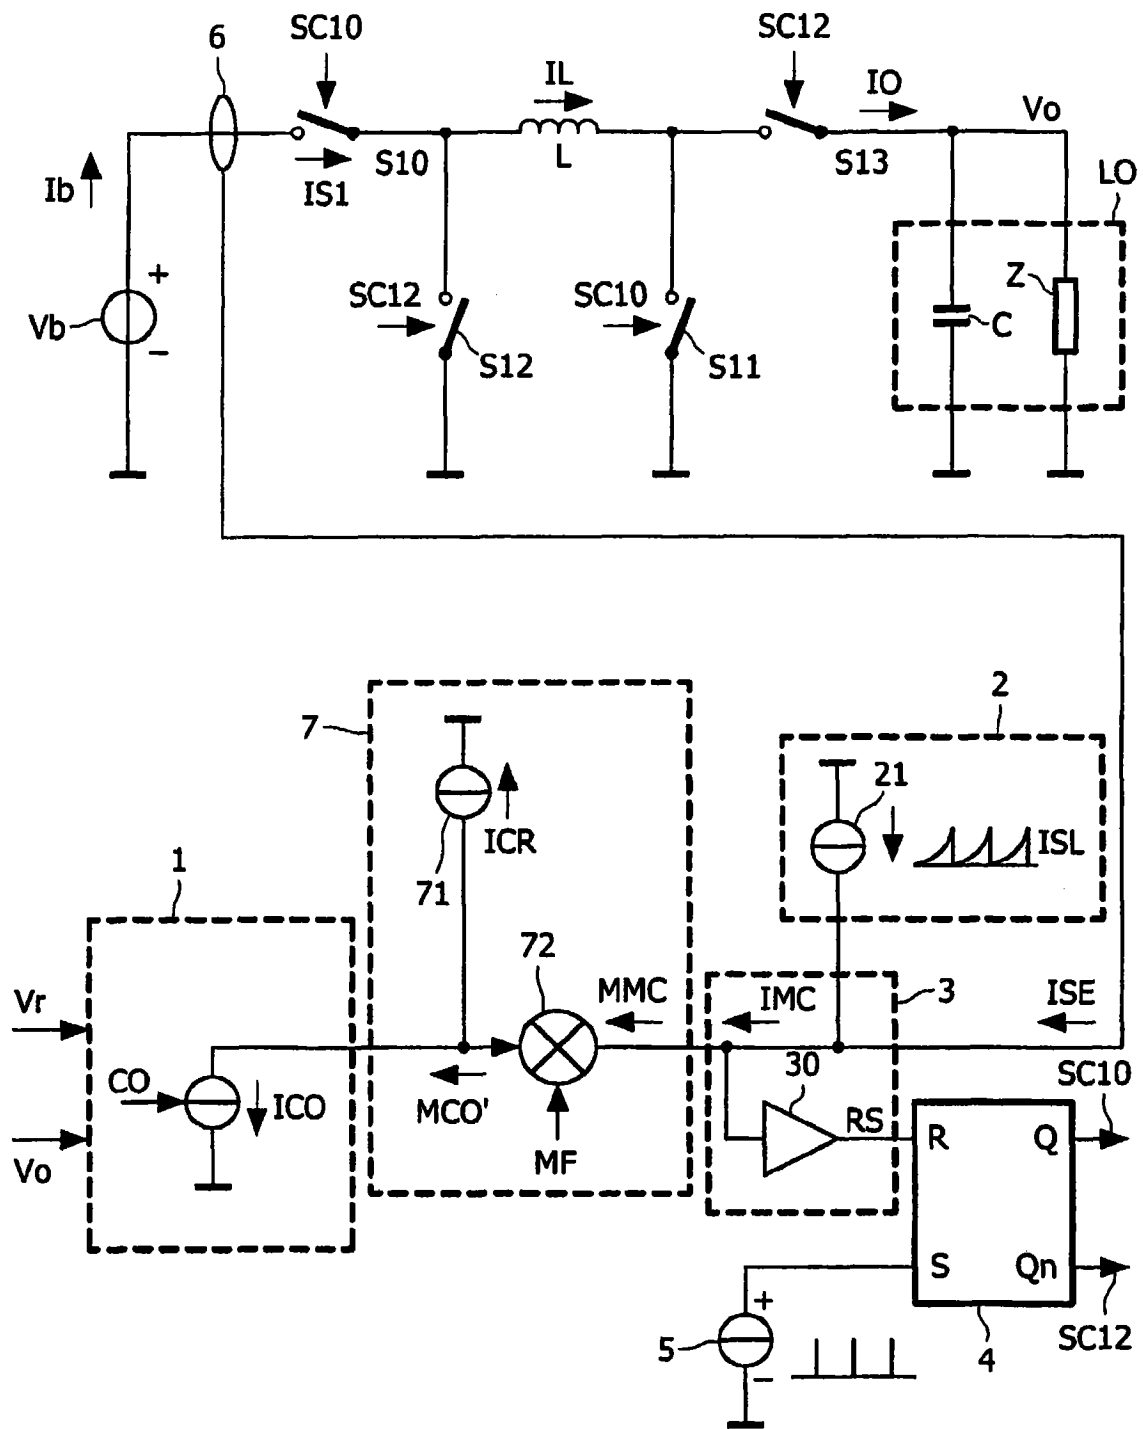 6
SC10
SC12
IL
IO
Vo
Ib
IS1
S10
L
S13
LO
+
Vb
−
SC12
S12
SC10
S11
Z
C
7
2
21
ISL
ICR
71
1
72
MMC
IMC
3
ISE
Vr
CO
ICO
MCO'
MF
30
RS
SC10
Vo
R
Q
S
Qn
+
5
−
4
SC12